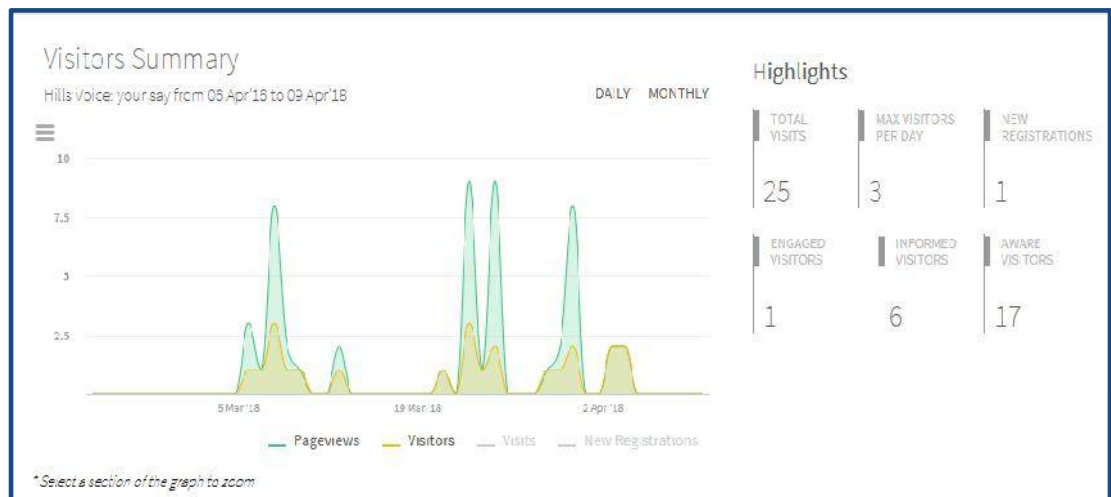 Visitors Summary
Hills Voice: your say from 06 Apr'16 to 09 Apr'18
DAILY MONTHLY
10
7.5
5
2.5
5 Mar '18
19 Mar '18
2 Apr '18
Pageviews
Visitors
Visits
New Registrations
* Select a section of the graph to zoom
Highlights
TOTAL
VISITS
25
MAX VISITORS
PER DAY
3
NEW
REGISTRATIONS
1
ENGAGED
VISITORS
1
INFORMED
VISITORS
6
AWARE
VISITORS
17